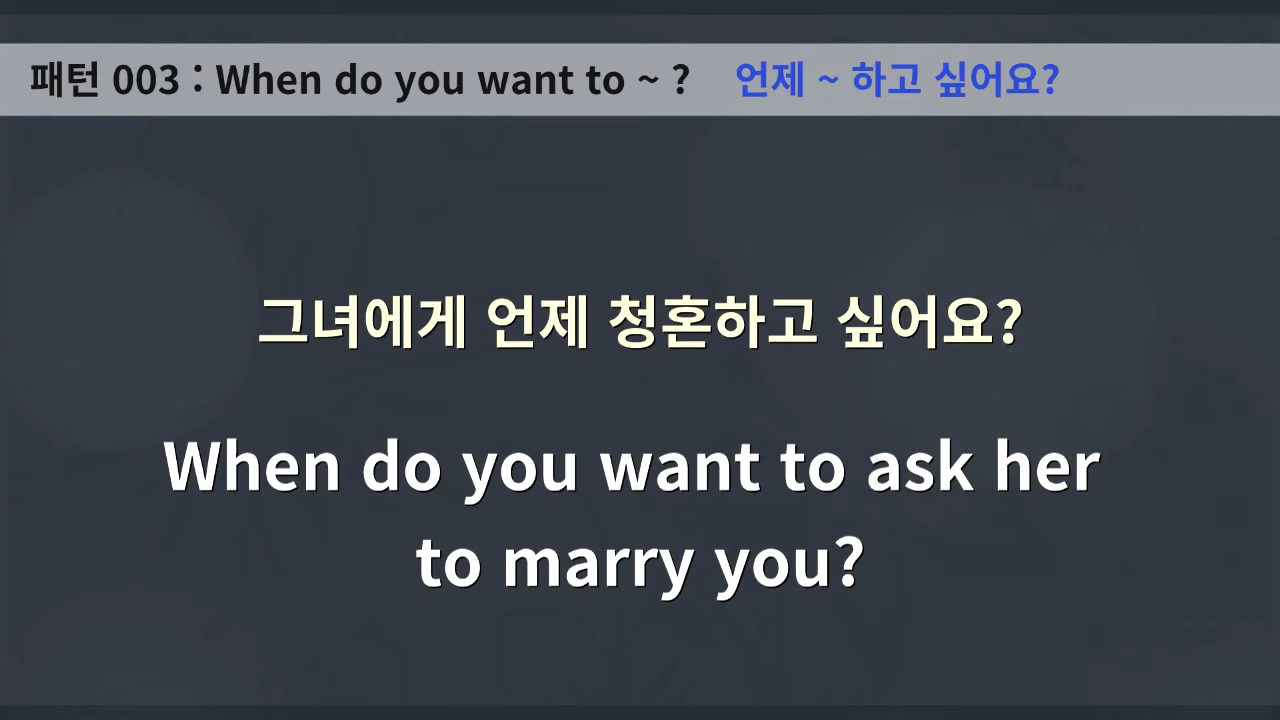 패턴 003 : When do you want to ~ ? 언제 ~ 하고 싶어요?
그녀에게 언제 청혼하고 싶어요?
When do you want to ask her
to marry you?